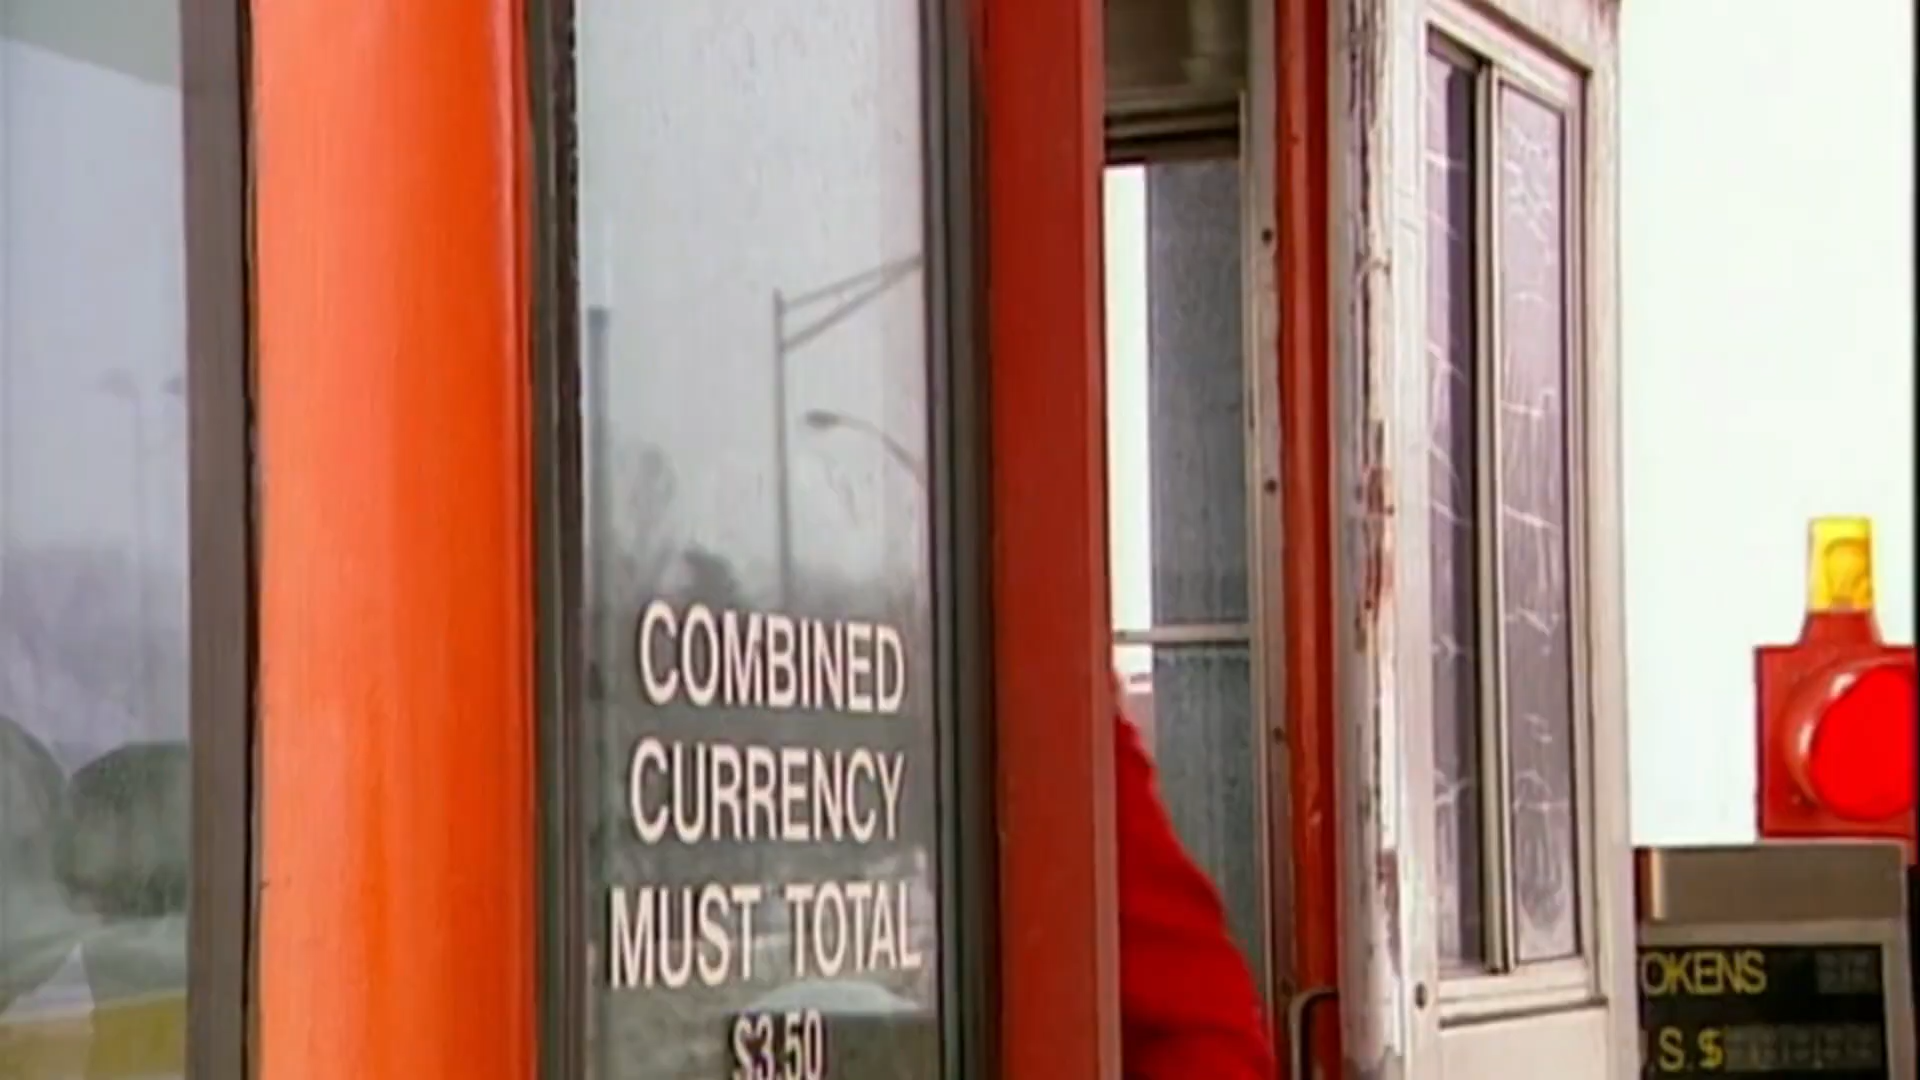 COMBINED
CURRENCY
MUST TOTAL
$3.50
OKENS
.S. $